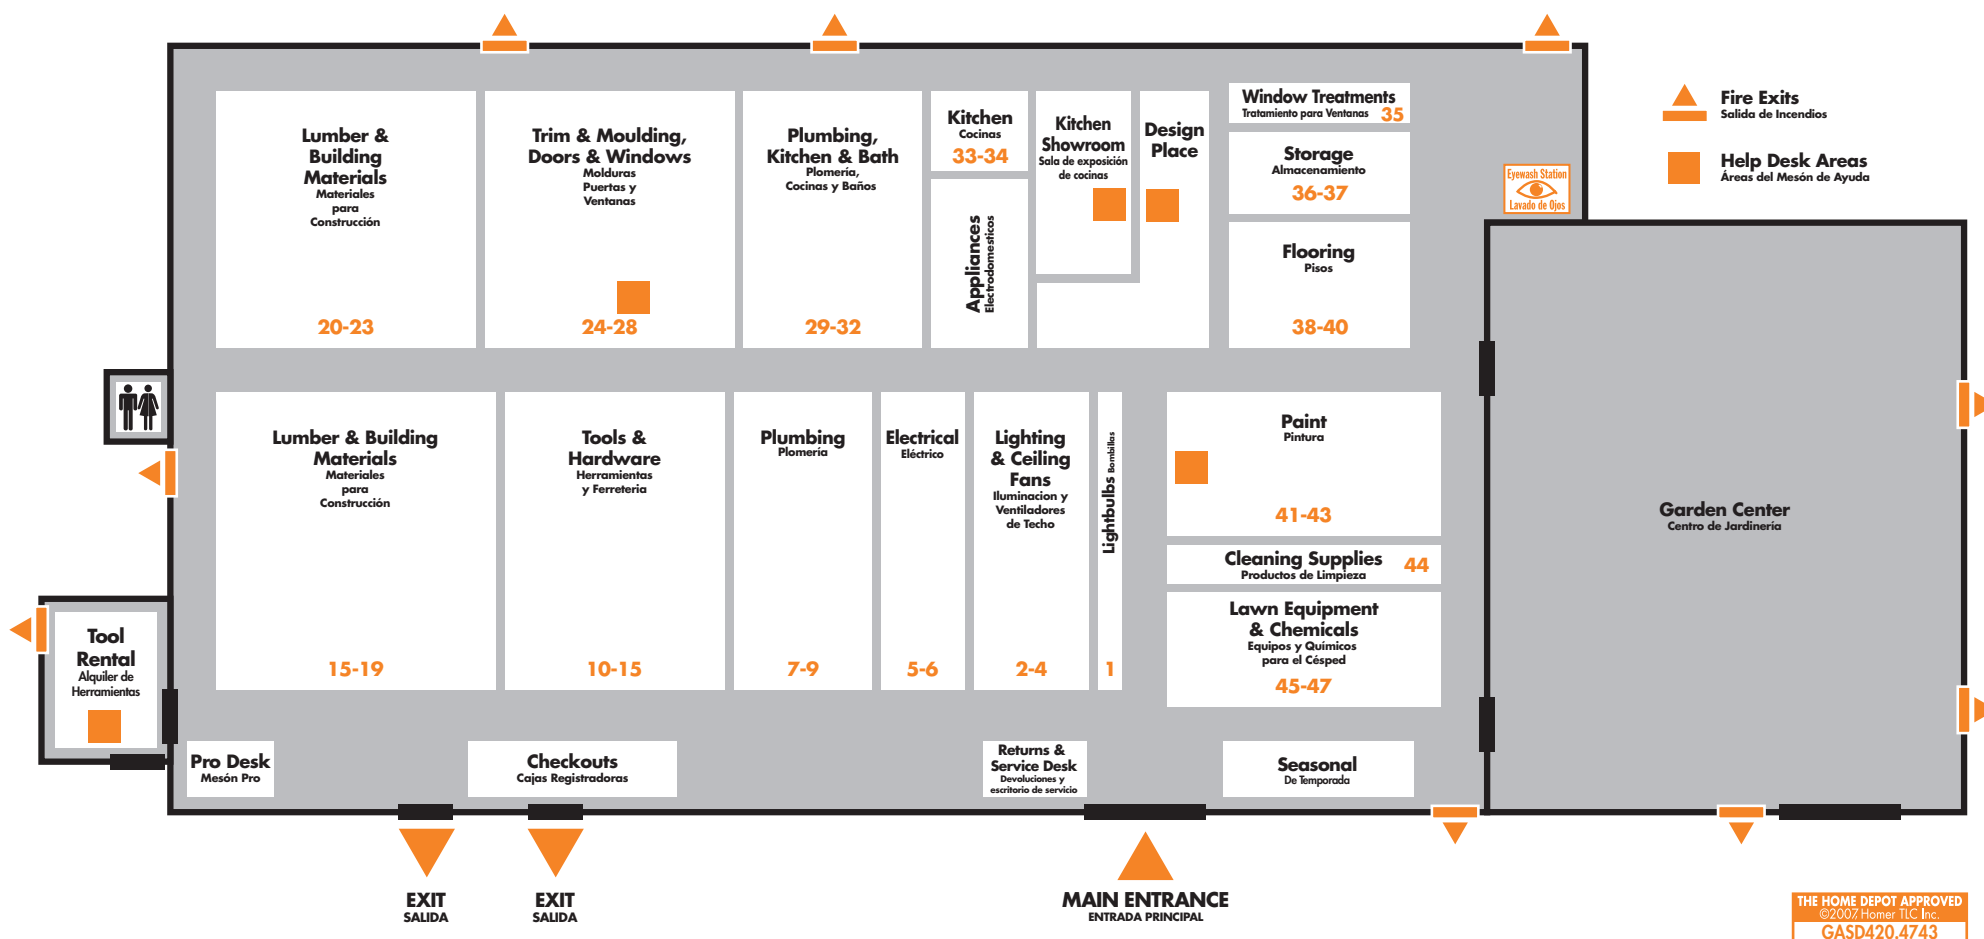 Lumber &
Building
Materials
Materiales
para
Construcción
20-23
Trim & Moulding,
Doors & Windows
Molduras
Puertas y
Ventanas
24-28
Plumbing,
Kitchen & Bath
Plomería,
Cocinas y Baños
29-32
Kitchen
Cocinas
33-34
Appliances
Electrodomesticos
Kitchen
Showroom
Sala de exposición
de cocinas
Design
Place
Window Treatments
Tratamiento para Ventanas 35
Storage
Almacenamiento
36-37
Flooring
Pisos
38-40
Eyewash Station
Lavado de Ojos
Fire Exits
Salida de Incendios
Help Desk Areas
Áreas del Mesón de Ayuda
Lumber & Building
Materials
Materiales
para
Construcción
15-19
Tools &
Hardware
Herramientas
y Ferreteria
10-15
Plumbing
Plomería
7-9
Electrical
Eléctrico
5-6
Lighting
& Ceiling
Fans
Iluminacion y
Ventiladores
de Techo
2-4
Lightbulbs Bombillas
1
Paint
Pintura
41-43
Cleaning Supplies 44
Productos de Limpieza
Lawn Equipment
& Chemicals
Equipos y Químicos
para el Césped
45-47
Garden Center
Centro de Jardinería
Tool
Rental
Alquiler de
Herramientas
Pro Desk
Mesón Pro
Checkouts
Cajas Registradoras
Returns &
Service Desk
Devoluciones y
escritorio de servicio
Seasonal
De Temporada
EXIT
SALIDA
EXIT
SALIDA
MAIN ENTRANCE
ENTRADA PRINCIPAL
THE HOME DEPOT APPROVED
©2007, Homer TLC Inc.
GASD420.4743